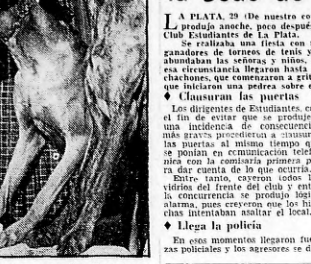 LA PLATA, 29 (De nuestro co
produjo anoche, poco despué
Club Estudiantes de La Plata.
Se realizaba una fiesta con
ganadores de torneos de tenis y
abundaban las señoras y niños,
esa circunstancia llegaron hasta
chachones, que comenzaron a grit
que iniciaron una pedrea sobre e
♦ Clausuran las puertas
Los dirigentes de Estudiantes, co
el fin de evitar que se produje
una incidencia de consecuenci
más graves procedieron a clausur
las puertas al mismo tiempo q
se ponían en comunicación telef
nica con la comisaría primera p
ra dar cuenta de lo que ocurría.
Entre tanto, cayeron todos l
vidrios del frente del club y ent
la concurrencia se produjo lógi
alarma, pues creyeron que los hi
chas intentaban asaltar el local.
♦ Llega la policía
En esos momentos llegaron fue
zas policiales y los agresores se d